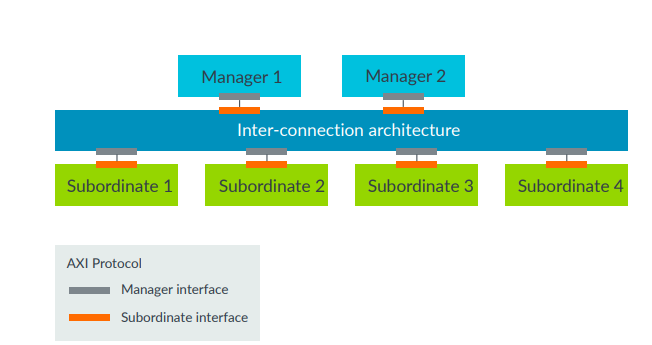 Manager 1
Manager 2
Inter-connection architecture
Subordinate 1
Subordinate 2
Subordinate 3
Subordinate 4
AXI Protocol
Manager interface
Subordinate interface